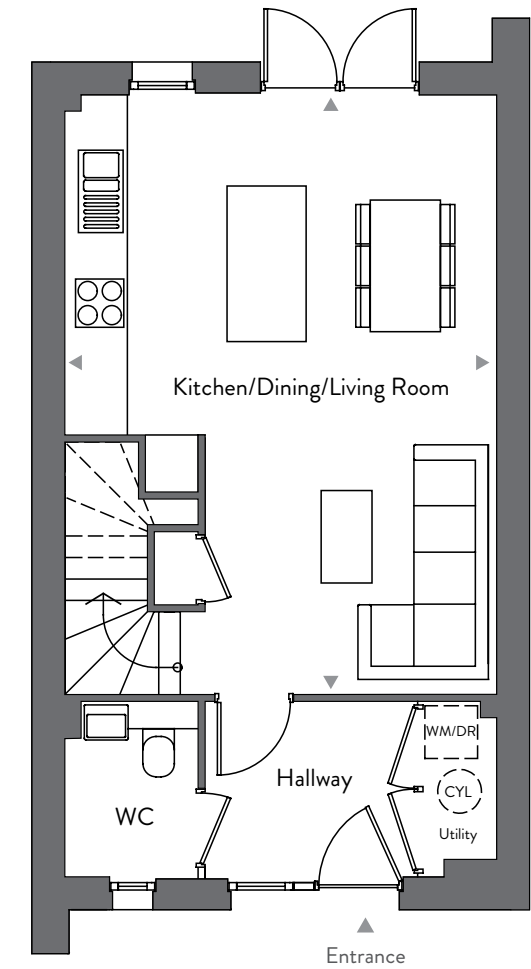 Kitchen/Dining/Living Room
WM/DR
Hallway
CYL
WC
Utility
Entrance